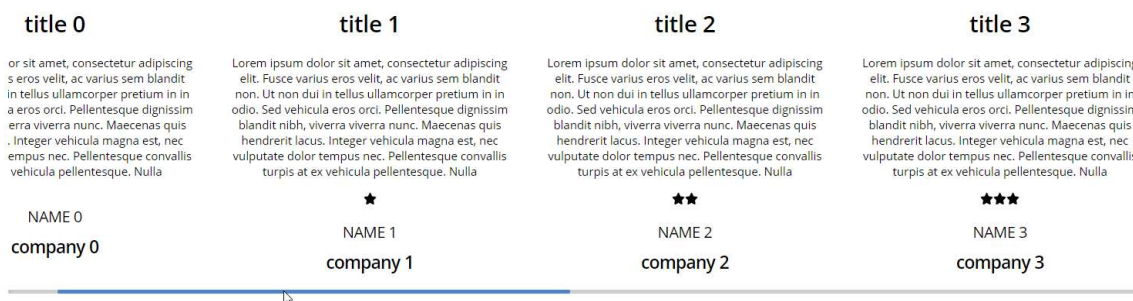 title 0
or sit amet, consectetur adipiscing
s eros velit, ac varius sem blandit
in tellus ullamcorper pretium in in
a eros orci. Pellentesque dignissim
erra viverra nunc. Maecenas quis
. Integer vehicula magna est, nec
empus nec. Pellentesque convallis
vehicula pellentesque. Nulla
NAME 0
company 0
title 1
Lorem ipsum dolor sit amet, consectetur adipiscing
elit. Fusce varius eros velit, ac varius sem blandit
non. Ut non dui in tellus ullamcorper pretium in in
odio. Sed vehicula eros orci. Pellentesque dignissim
blandit nibh, viverra viverra nunc. Maecenas quis
hendrerit lacus. Integer vehicula magna est, nec
vulputate dolor tempus nec. Pellentesque convallis
turpis at ex vehicula pellentesque. Nulla
NAME 1
company 1
title 2
Lorem ipsum dolor sit amet, consectetur adipiscing
elit. Fusce varius eros velit, ac varius sem blandit
non. Ut non dui in tellus ullamcorper pretium in in
odio. Sed vehicula eros orci. Pellentesque dignissim
blandit nibh, viverra viverra nunc. Maecenas quis
hendrerit lacus. Integer vehicula magna est, nec
vulputate dolor tempus nec. Pellentesque convallis
turpis at ex vehicula pellentesque. Nulla
NAME 2
company 2
title 3
Lorem ipsum dolor sit amet, consectetur adipiscing
elit. Fusce varius eros velit, ac varius sem blandit
non. Ut non dui in tellus ullamcorper pretium in in
odio. Sed vehicula eros orci. Pellentesque dignissim
blandit nibh, viverra viverra nunc. Maecenas quis
hendrerit lacus. Integer vehicula magna est, nec
vulputate dolor tempus nec. Pellentesque convallis
turpis at ex vehicula pellentesque. Nulla
NAME 3
company 3